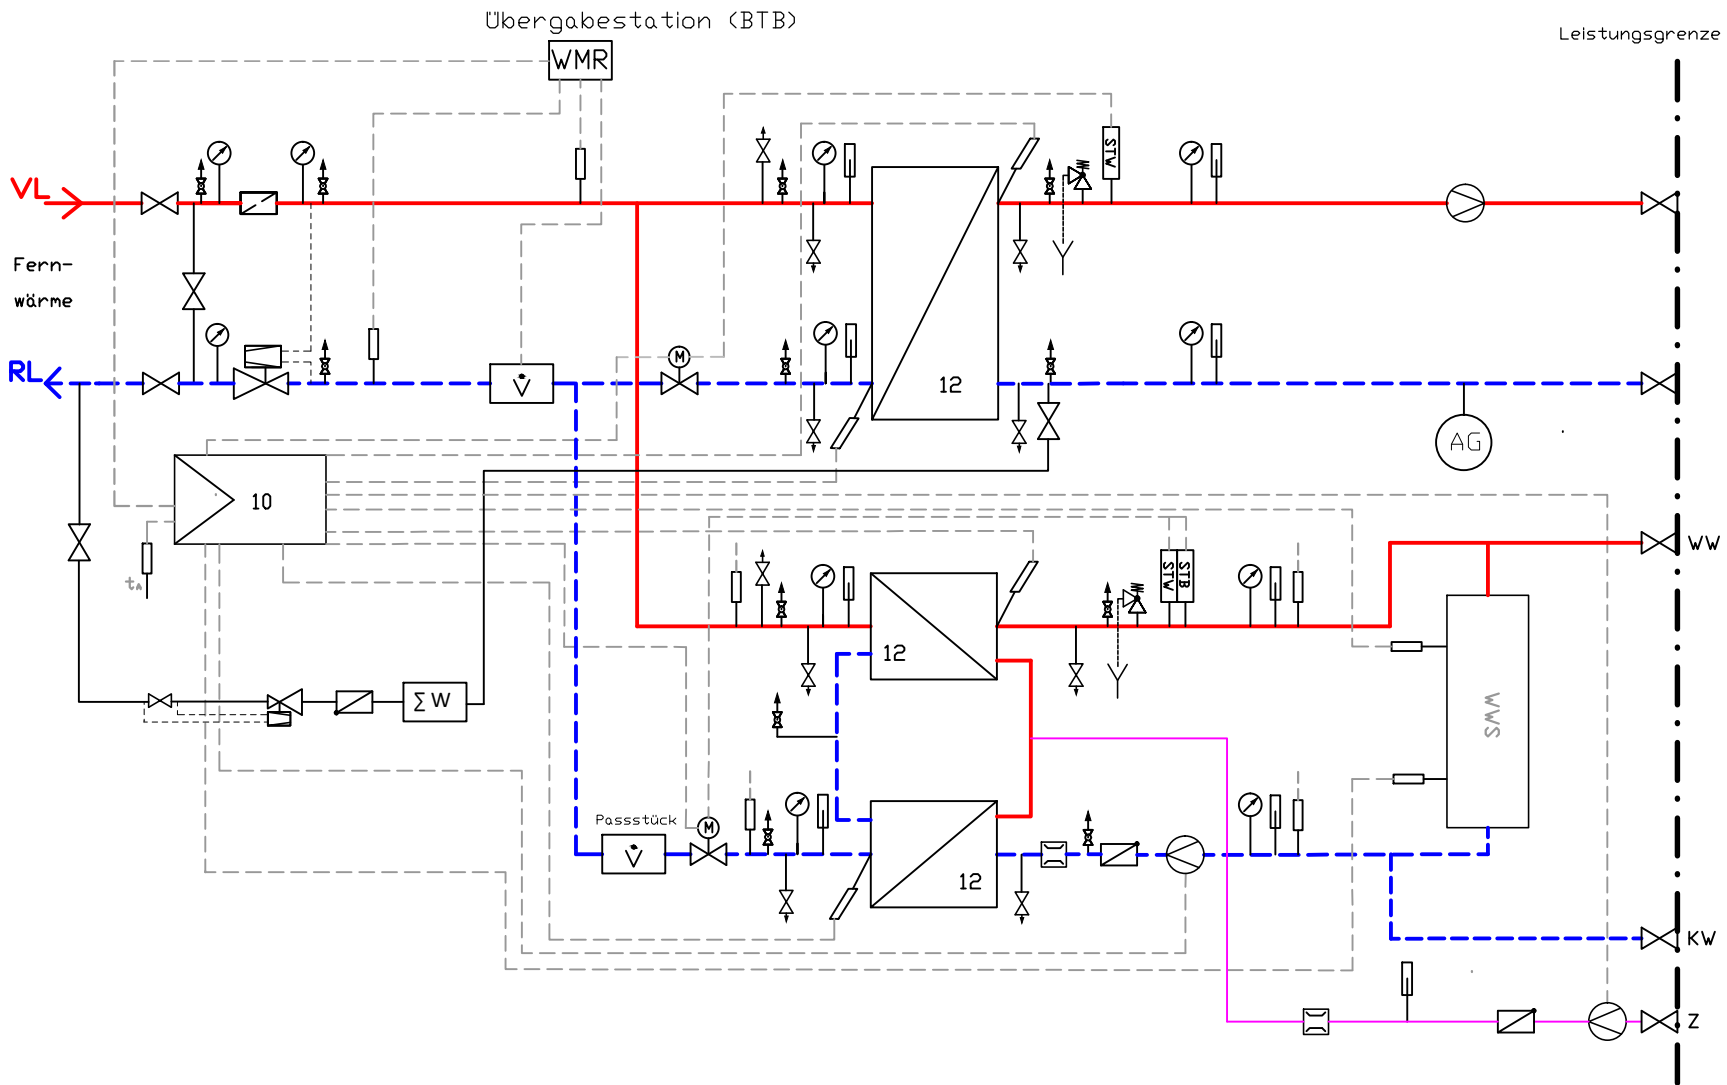 Übergabestation (BTB)
Leistungsgrenze
WMR
STW
VL
Fern-
wärme
RL
M
V
12
AG
10
tA
STW
STB
WW
12
ΣW
WWS
Passstück
M
V
12
KW
Z